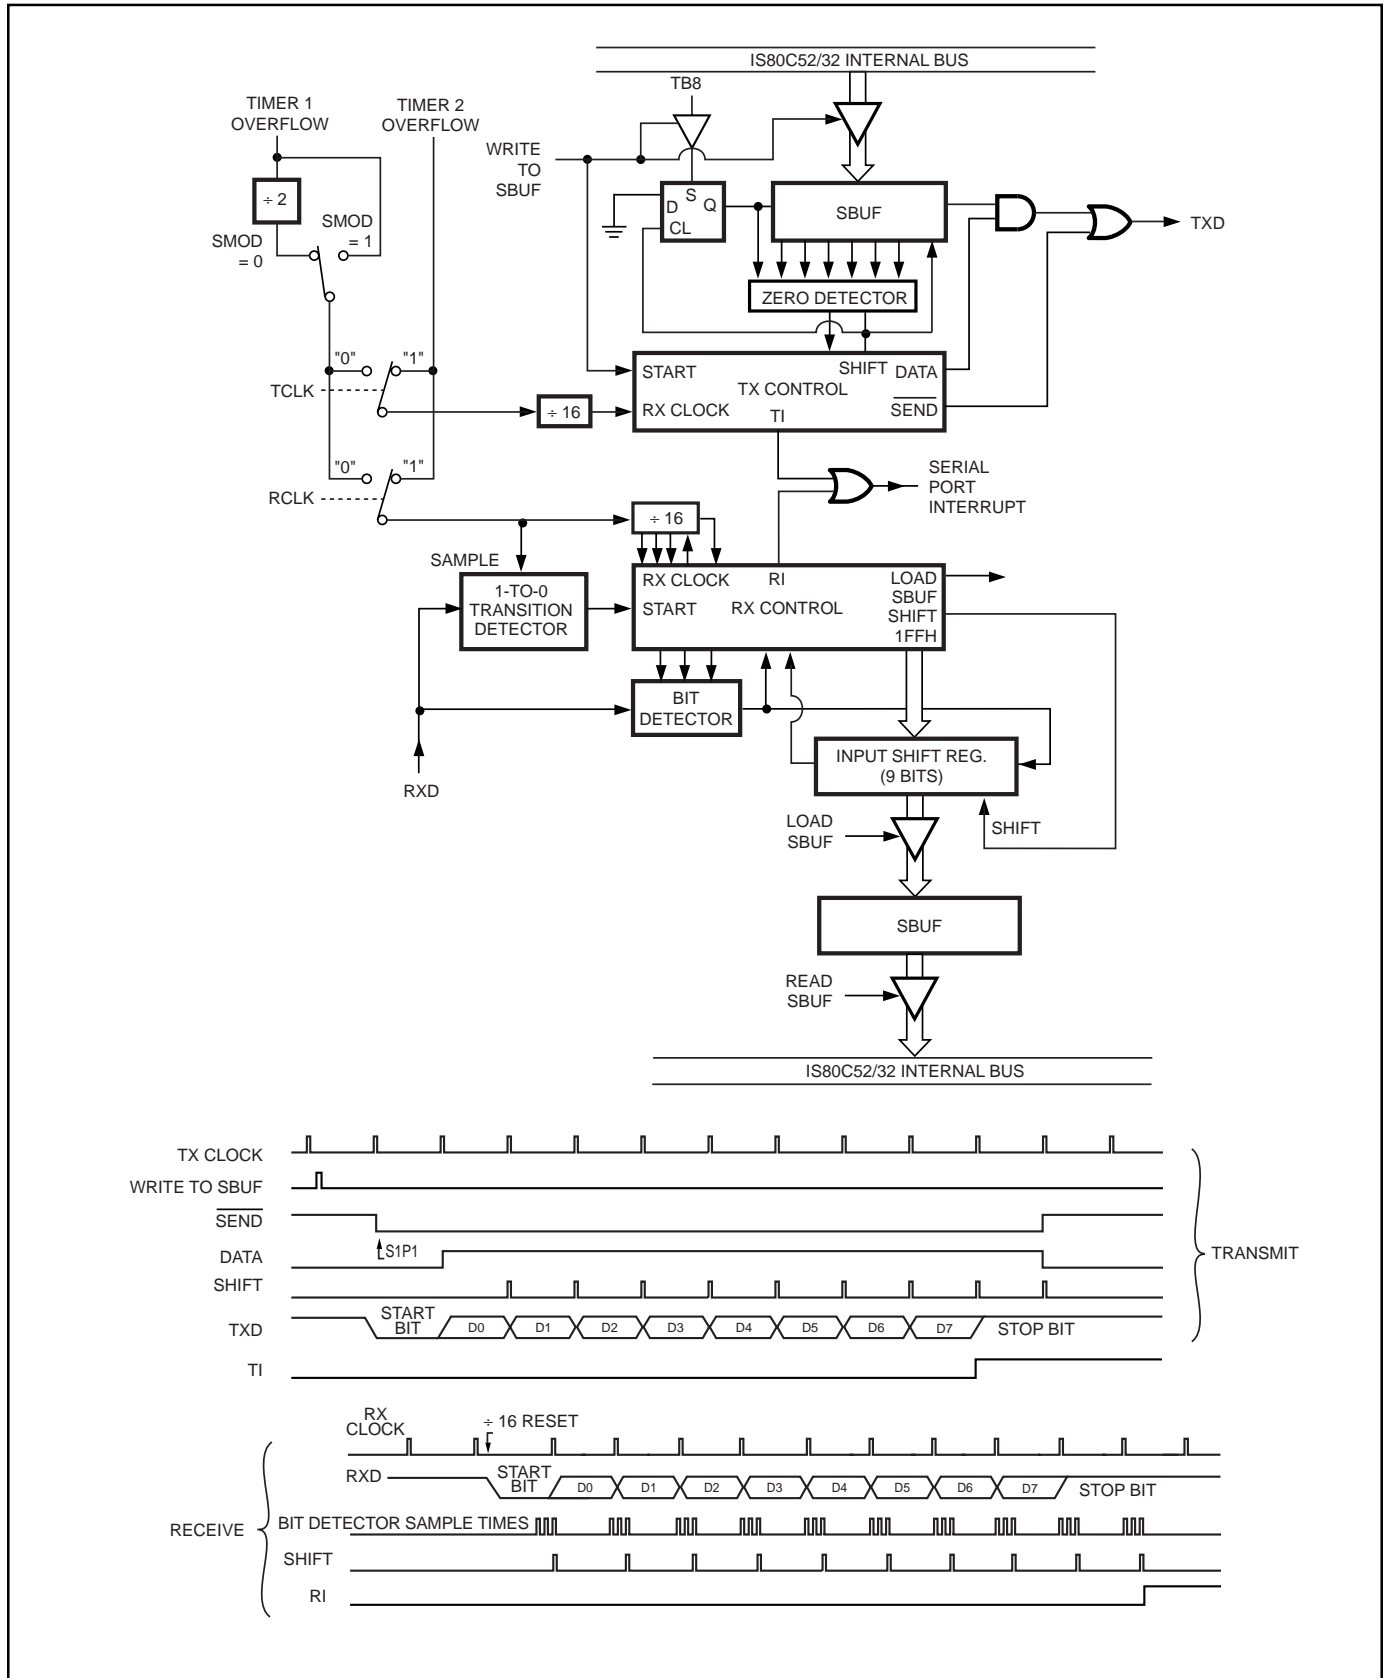 IS80C52/32 INTERNAL BUS
TB8
TIMER 1
OVERFLOW
TIMER 2
OVERFLOW
WRITE
TO
SBUF
÷ 2
SMOD
= 0
SMOD
= 1
S
D
Q
CL
SBUF
TXD
ZERO DETECTOR
"0"
"1"
TCLK
÷ 16
START
SHIFT
DATA
TX CONTROL
RX CLOCK
TI
SEND
"0"
"1"
RCLK
SERIAL
PORT
INTERRUPT
÷ 16
SAMPLE
1-TO-0
TRANSITION
DETECTOR
RX CLOCK
RI
LOAD
SBUF
START
RX CONTROL
SHIFT
1FFH
BIT
DETECTOR
RXD
INPUT SHIFT REG.
(9 BITS)
LOAD
SBUF
SHIFT
SBUF
READ
SBUF
IS80C52/32 INTERNAL BUS
TX CLOCK
WRITE TO SBUF
SEND
S1P1
DATA
SHIFT
TXD
START
BIT
D0
D1
D2
D3
D4
D5
D6
D7
STOP BIT
TI
TRANSMIT
RX
CLOCK
÷ 16 RESET
RXD
START
BIT
D0
D1
D2
D3
D4
D5
D6
D7
STOP BIT
RECEIVE
BIT DETECTOR SAMPLE TIMES
SHIFT
RI